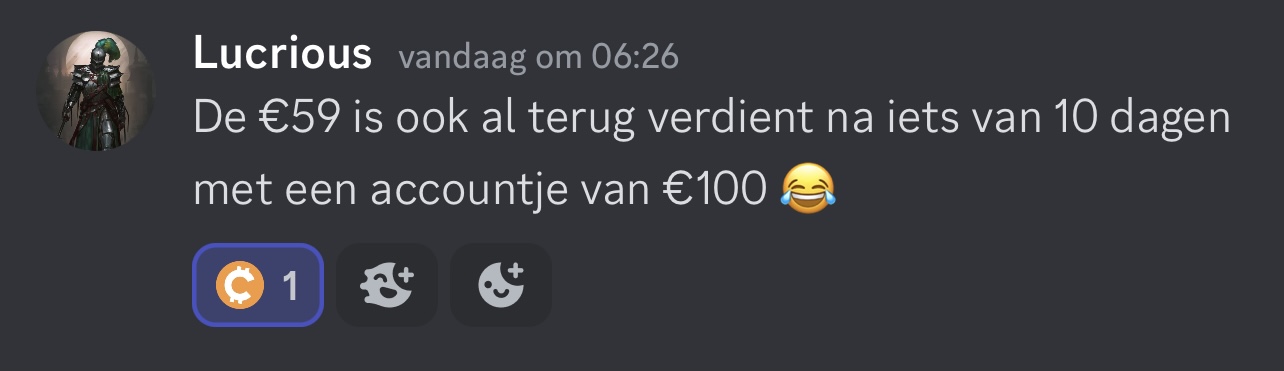 Lucrious vandaag om 06:26
De €59 is ook al terug verdient na iets van 10 dagen
met een accountje van €100 😂
1